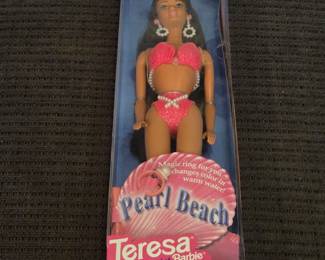 Magic ring for you
changes color in
warm water!
Pearl Beach
Teresa
Barbie